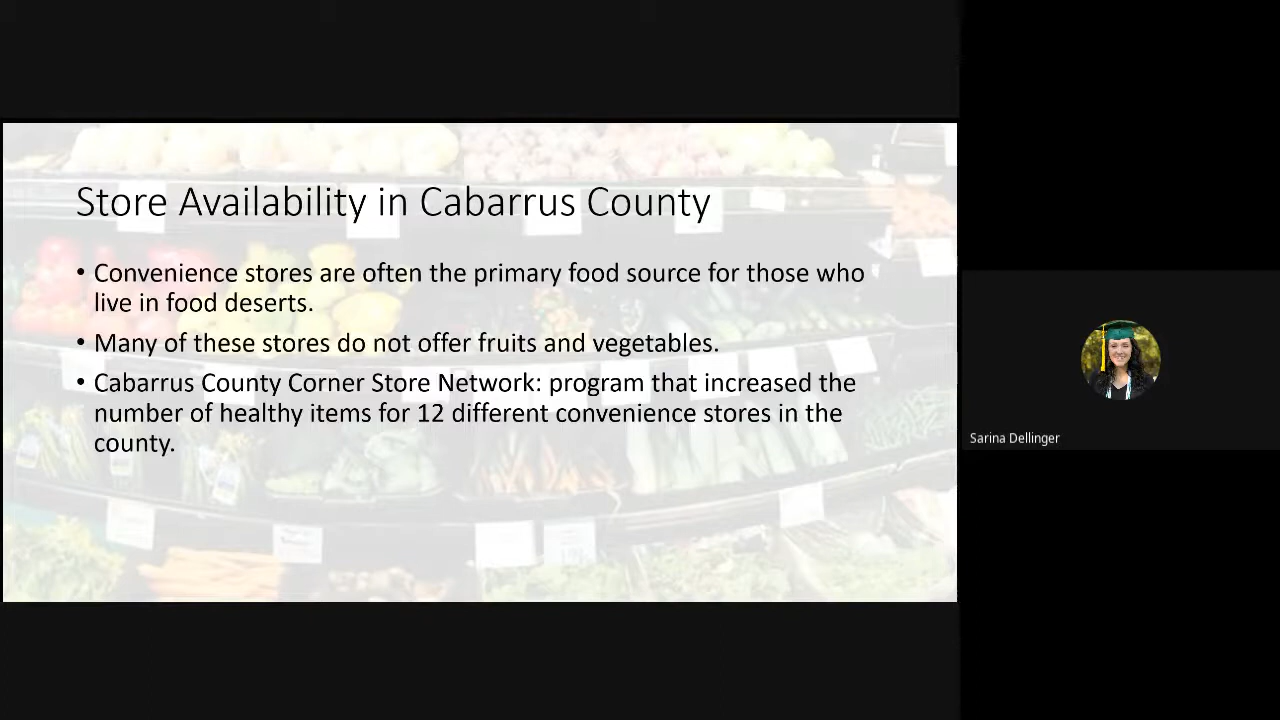 Store Availability in Cabarrus County
• Convenience stores are often the primary food source for those who
live in food deserts.
• Many of these stores do not offer fruits and vegetables.
• Cabarrus County Corner Store Network: program that increased the
number of healthy items for 12 different convenience stores in the
county.
Sarina Dellinger